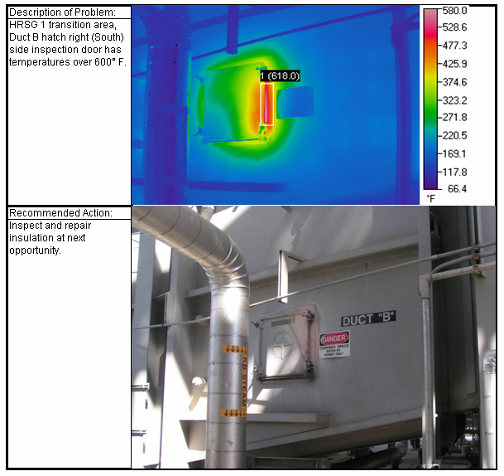 Description of Problem:
HRSG 1 transition area,
Duct B hatch right (South)
side inspection door has
temperatures over 600° F.
1 (618.0)
580.0
528.6
477.3
425.9
374.6
323.2
271.8
220.5
169.1
117.8
66.4
°F
Recommended Action:
Inspect and repair
insulation at next
opportunity.
DUCT "B"
DANGER